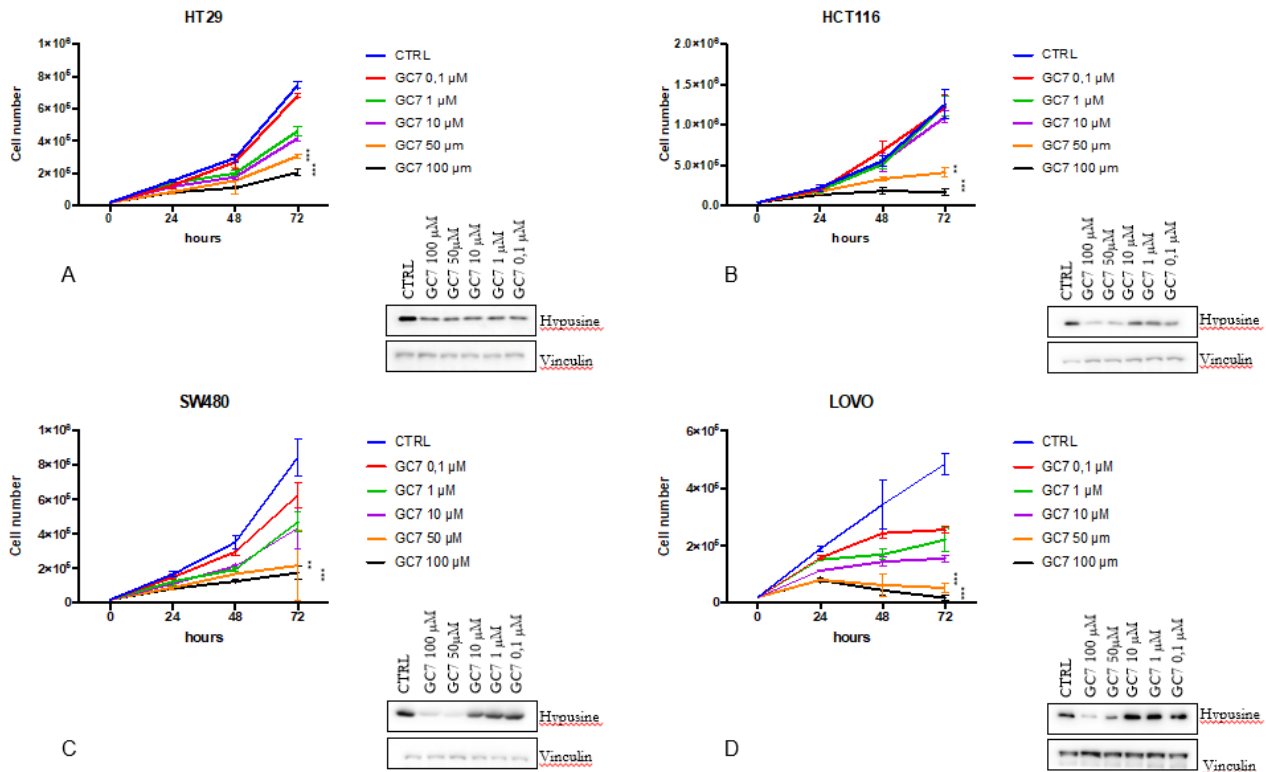 HT29
1×10⁶
8×10⁵
6×10⁵
4×10⁵
2×10⁵
0
Cell number
0 24 48 72
hours
CTRL
GC7 0,1 µM
GC7 1 µM
GC7 10 µM
GC7 50 µm
GC7 100 µm
***
***
A
CTRL
GC7 100 µM
GC7 50µM
GC7 10 µM
GC7 1 µM
GC7 0,1 µM
Hypusine
Vinculin
HCT116
2.0×10⁶
1.5×10⁶
1.0×10⁶
5.0×10⁵
0.0
Cell number
0 24 48 72
hours
CTRL
GC7 0,1 µM
GC7 1 µM
GC7 10 µM
GC7 50 µm
GC7 100 µm
**
***
B
CTRL
GC7 100 µM
GC7 50µM
GC7 10 µM
GC7 1 µM
GC7 0,1 µM
Hypusine
Vinculin
SW480
1×10⁶
8×10⁵
6×10⁵
4×10⁵
2×10⁵
0
Cell number
0 24 48 72
hours
CTRL
GC7 0,1 µM
GC7 1 µM
GC7 10 µM
GC7 50 µM
GC7 100 µM
**
***
C
CTRL
GC7 100 µM
GC7 50µM
GC7 10 µM
GC7 1 µM
GC7 0,1 µM
Hypusine
Vinculin
LOVO
6×10⁵
4×10⁵
2×10⁵
0
Cell number
0 24 48 72
hours
CTRL
GC7 0,1 µM
GC7 1 µM
GC7 10 µM
GC7 50 µm
GC7 100 µm
***
***
D
CTRL
GC7 100 µM
GC7 50µM
GC7 10 µM
GC7 1 µM
GC7 0,1 µM
Hypusine
Vinculin